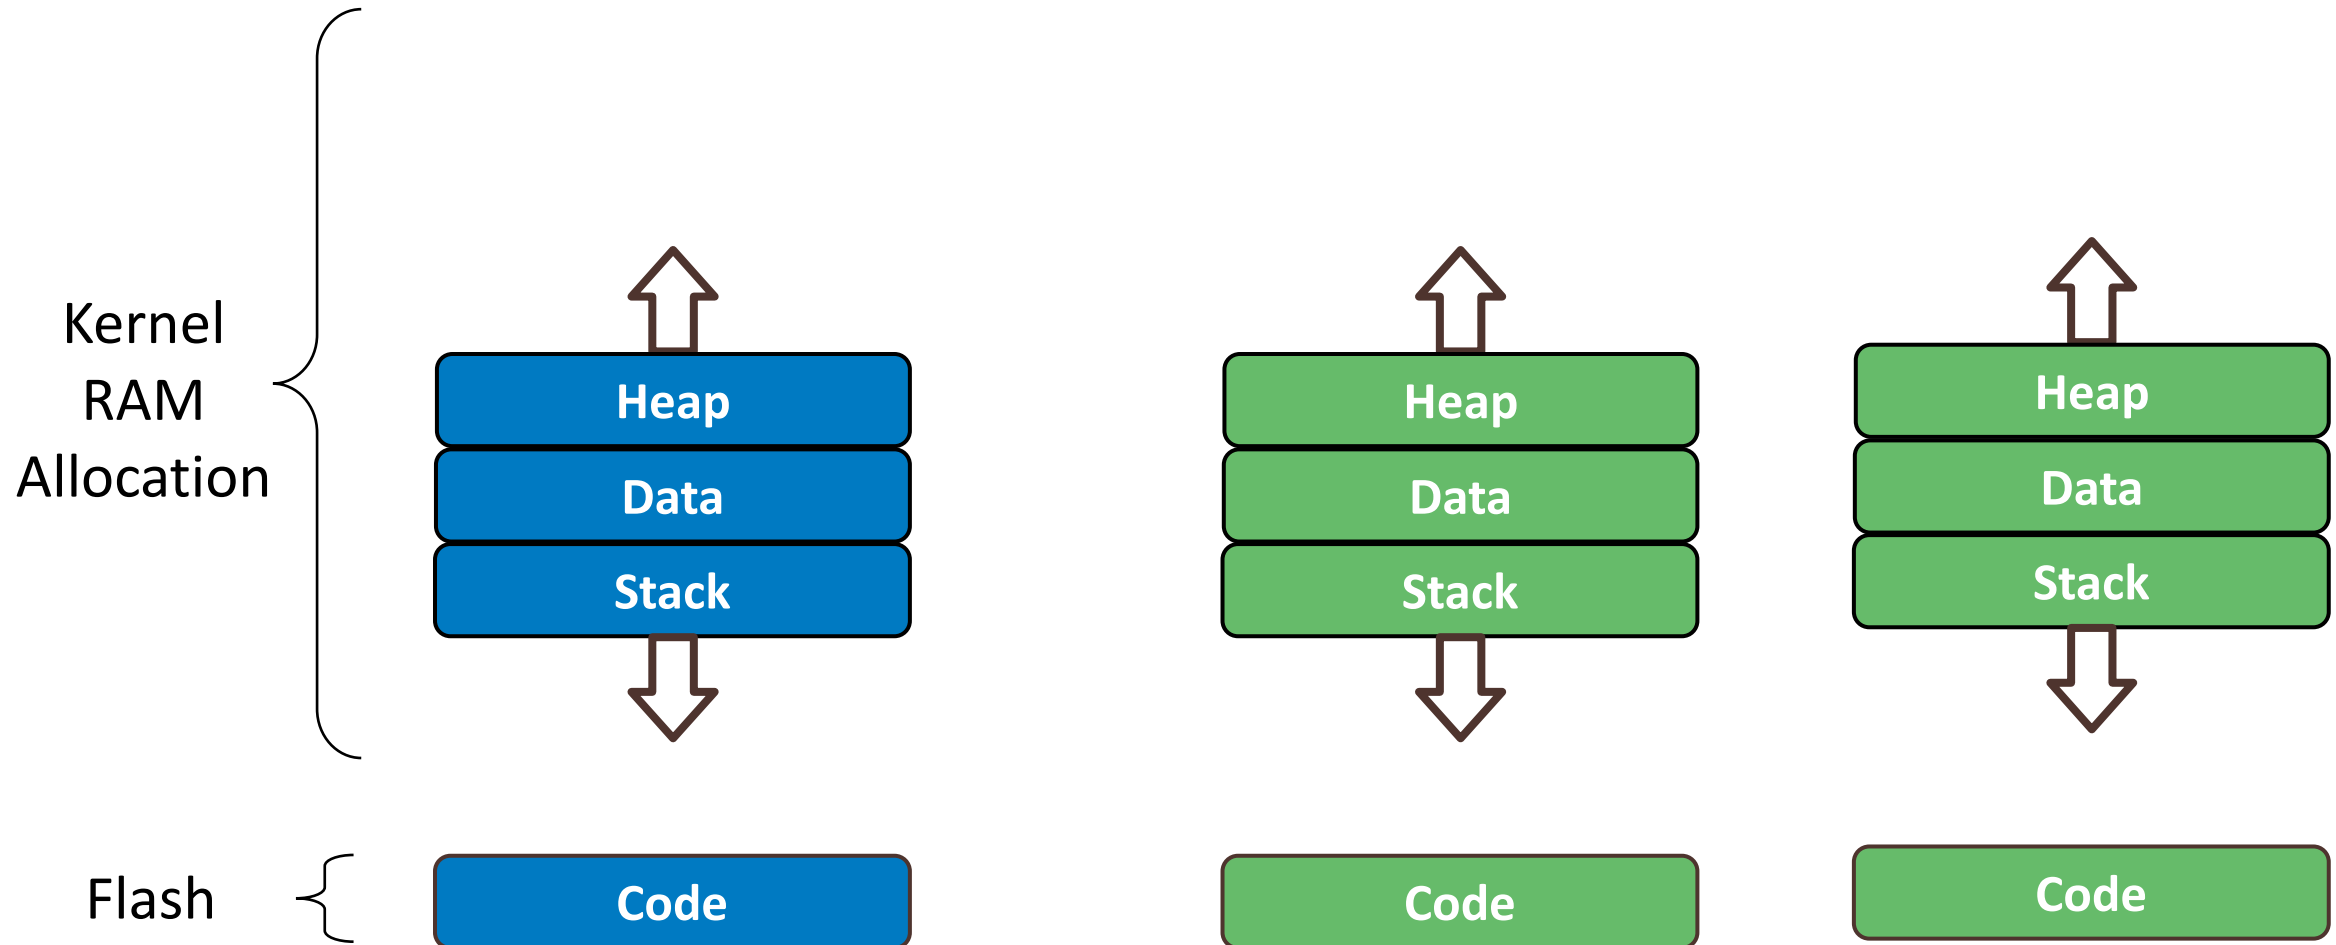 Kernel
RAM
Allocation
Heap
Data
Stack
Heap
Data
Stack
Heap
Data
Stack
Flash
Code
Code
Code